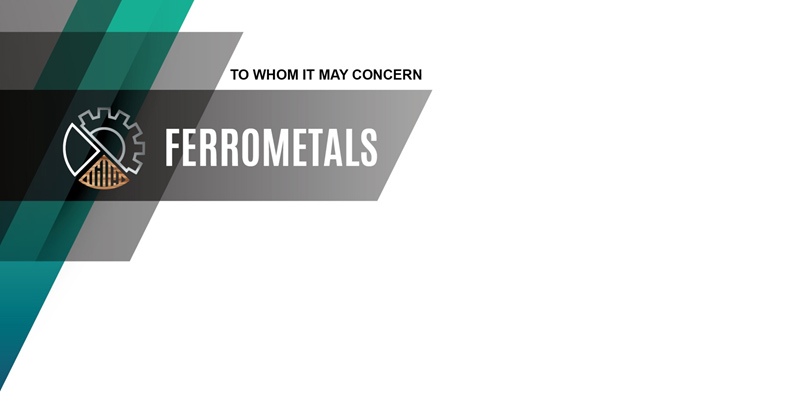 TO WHOM IT MAY CONCERN
FERROMETALS